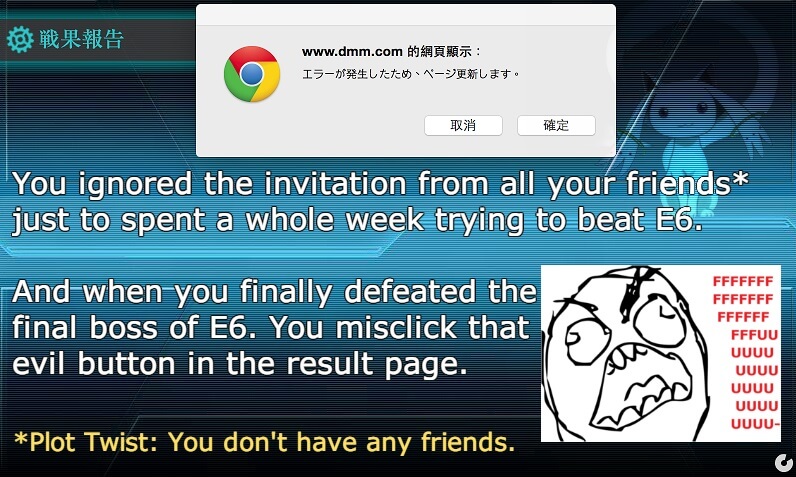 戦果報告
www.dmm.com 的網頁顯示：
エラーが発生したため、ページ更新します。
取消
確定
You ignored the invitation from all your friends*
just to spent a whole week trying to beat E6.
And when you finally defeated the
final boss of E6. You misclick that
evil button in the result page.
FFFFFFF
FFFFFFF
FFFFFF
FFFUU
UUUU
UUUU
UUUU
UUUU
UUUU-
*Plot Twist: You don't have any friends.